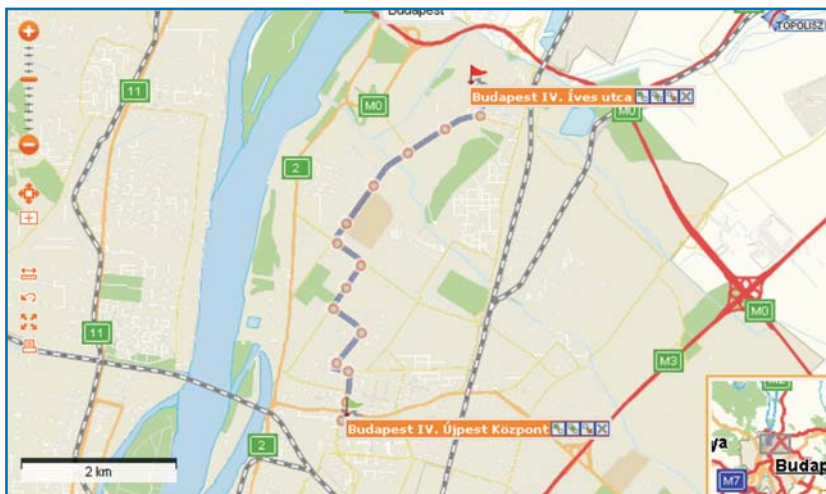 Budapest
TOPOLISZ
11
M0
Budapest IV. Íves utca
M0
2
M0
11
M3
Budapest IV. Újpest Központ
2
2 km
ya
Budap
M7